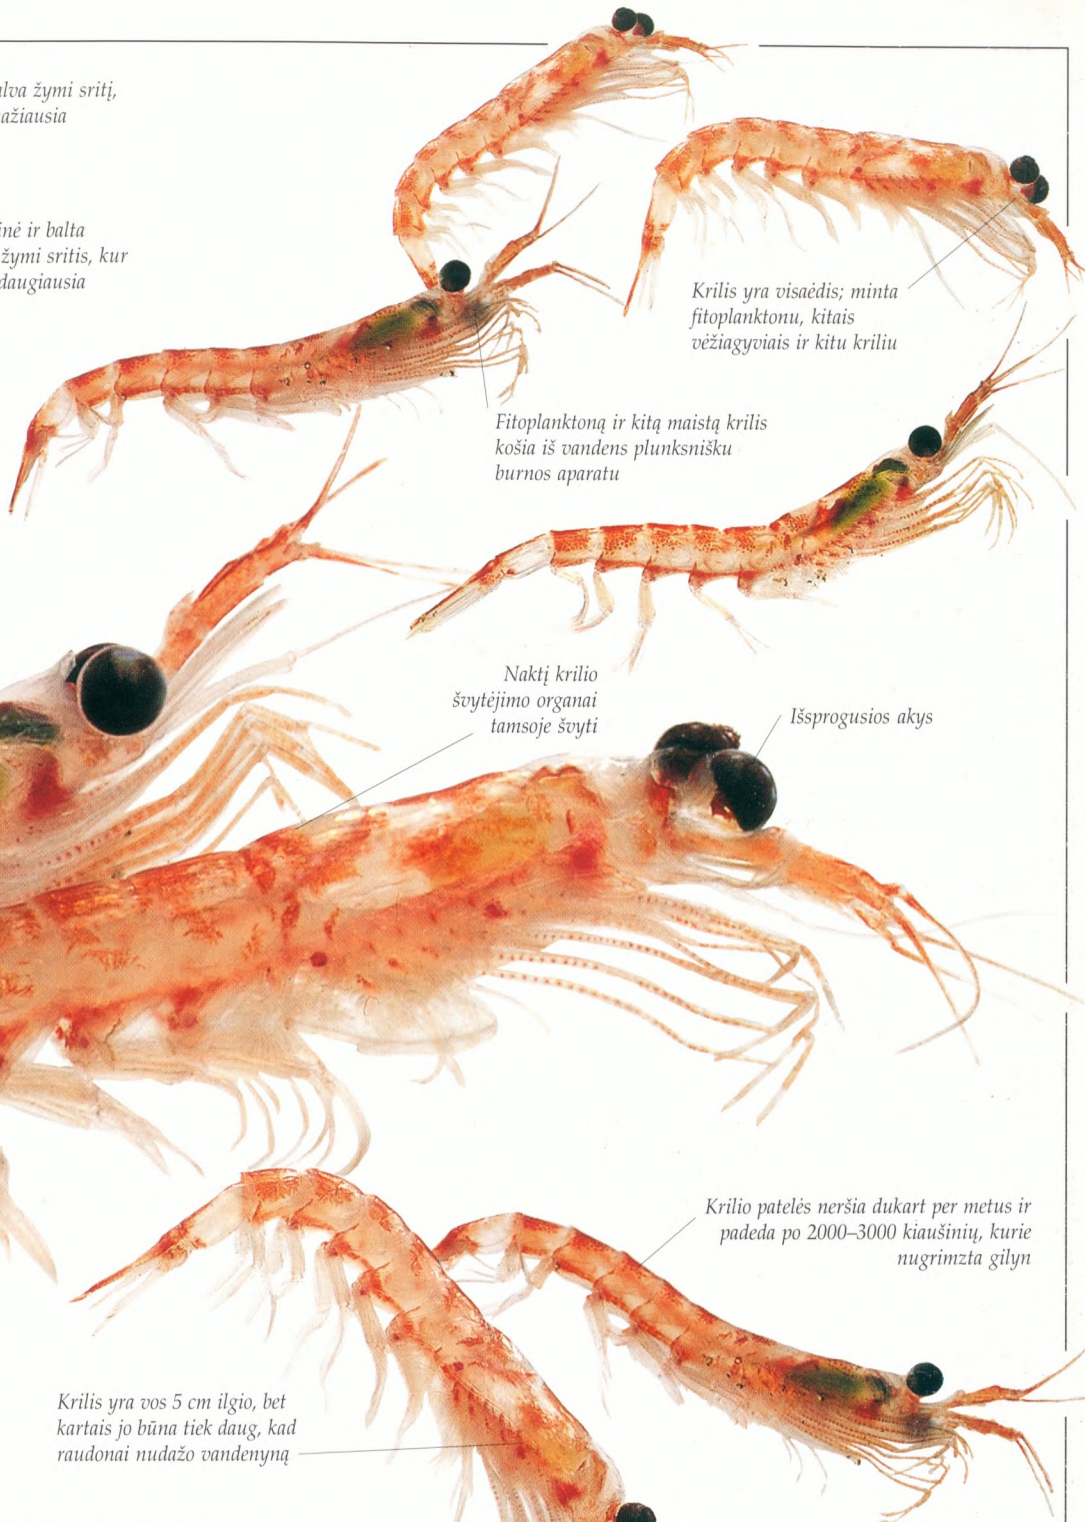 žymi sritį,
inė ir balta
žymi sritis, kur
daugiausia
Krilis yra visaėdis; minta
fitoplanktonu, kitais
vėžiagyviais ir kitu kriliu
Fitoplanktoną ir kitą maistą krilis
košia iš vandens plunksnišku
burnos aparatu
Naktį krilio
švytėjimo organai
tamsoje švyti
Išsprogusios akys
Krilio patelės neršia dukart per metus ir
padeda po 2000–3000 kiaušinių, kurie
nugrimzta gilyn
Krilis yra vos 5 cm ilgio, bet
kartais jo būna tiek daug, kad
raudonai nudažo vandenyną